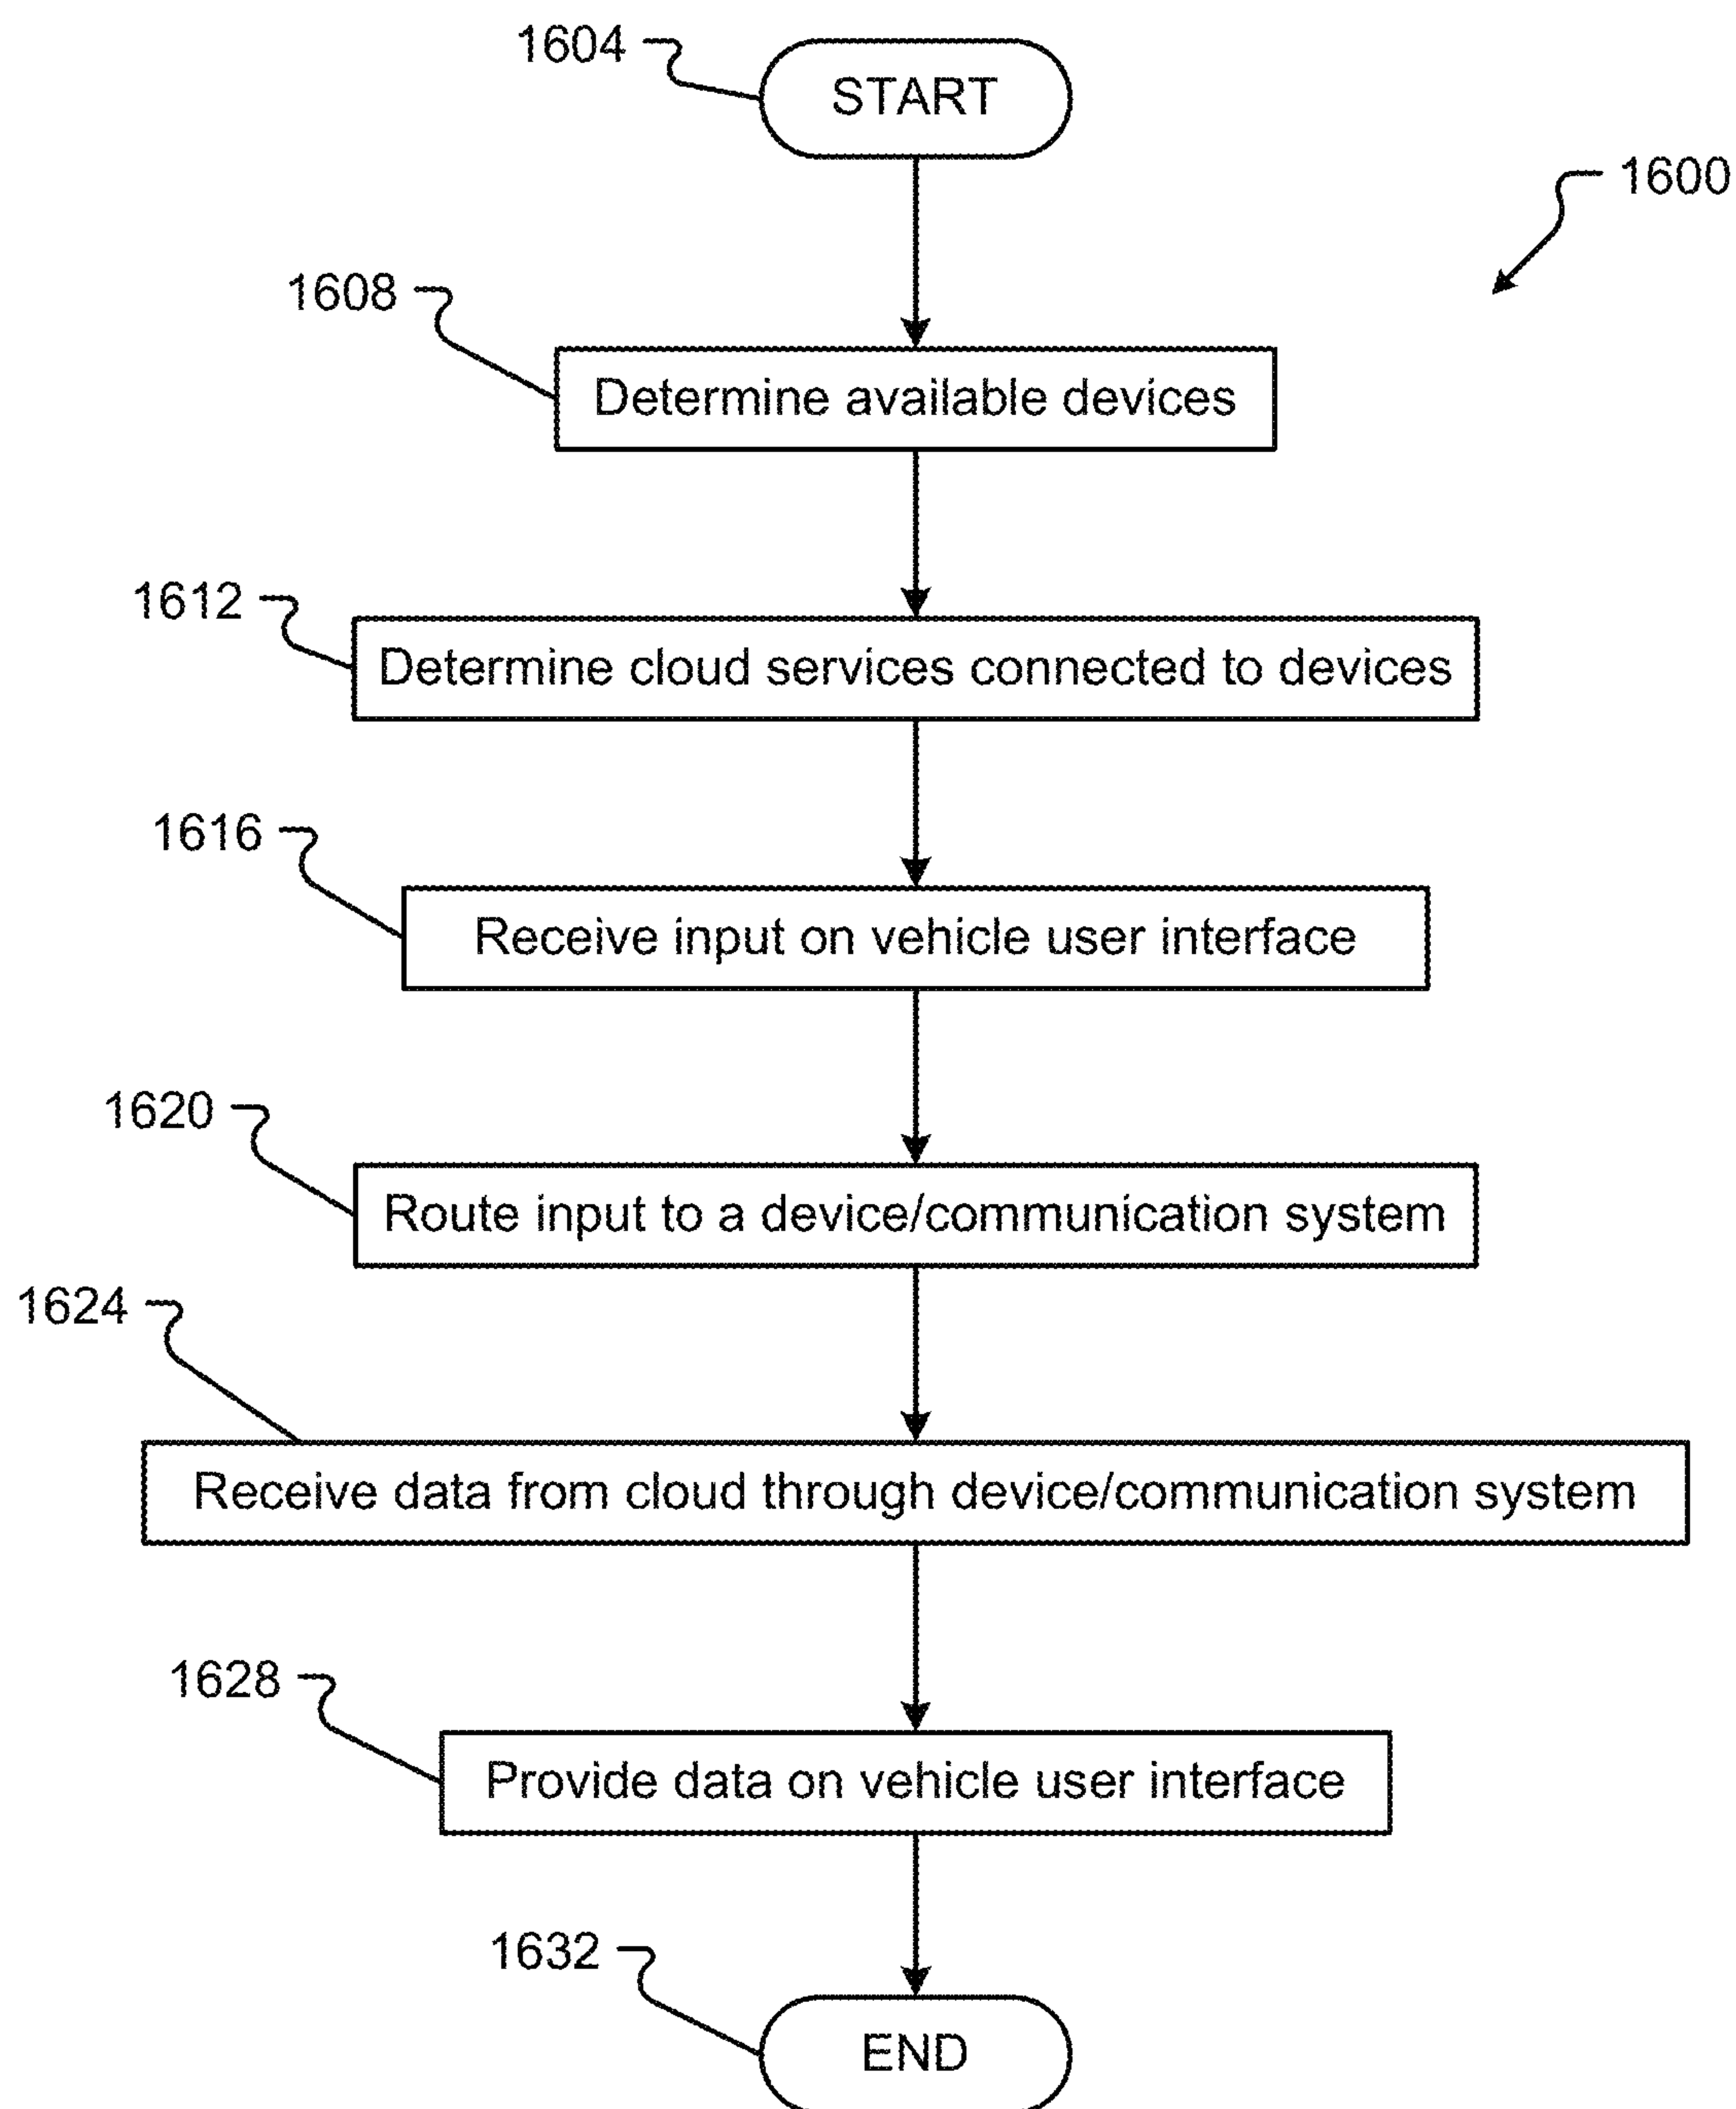 1604
START
1600
1608
Determine available devices
1612
Determine cloud services connected to devices
1616
Receive input on vehicle user interface
1620
Route input to a device/communication system
1624
Receive data from cloud through device/communication system
1628
Provide data on vehicle user interface
1632
END